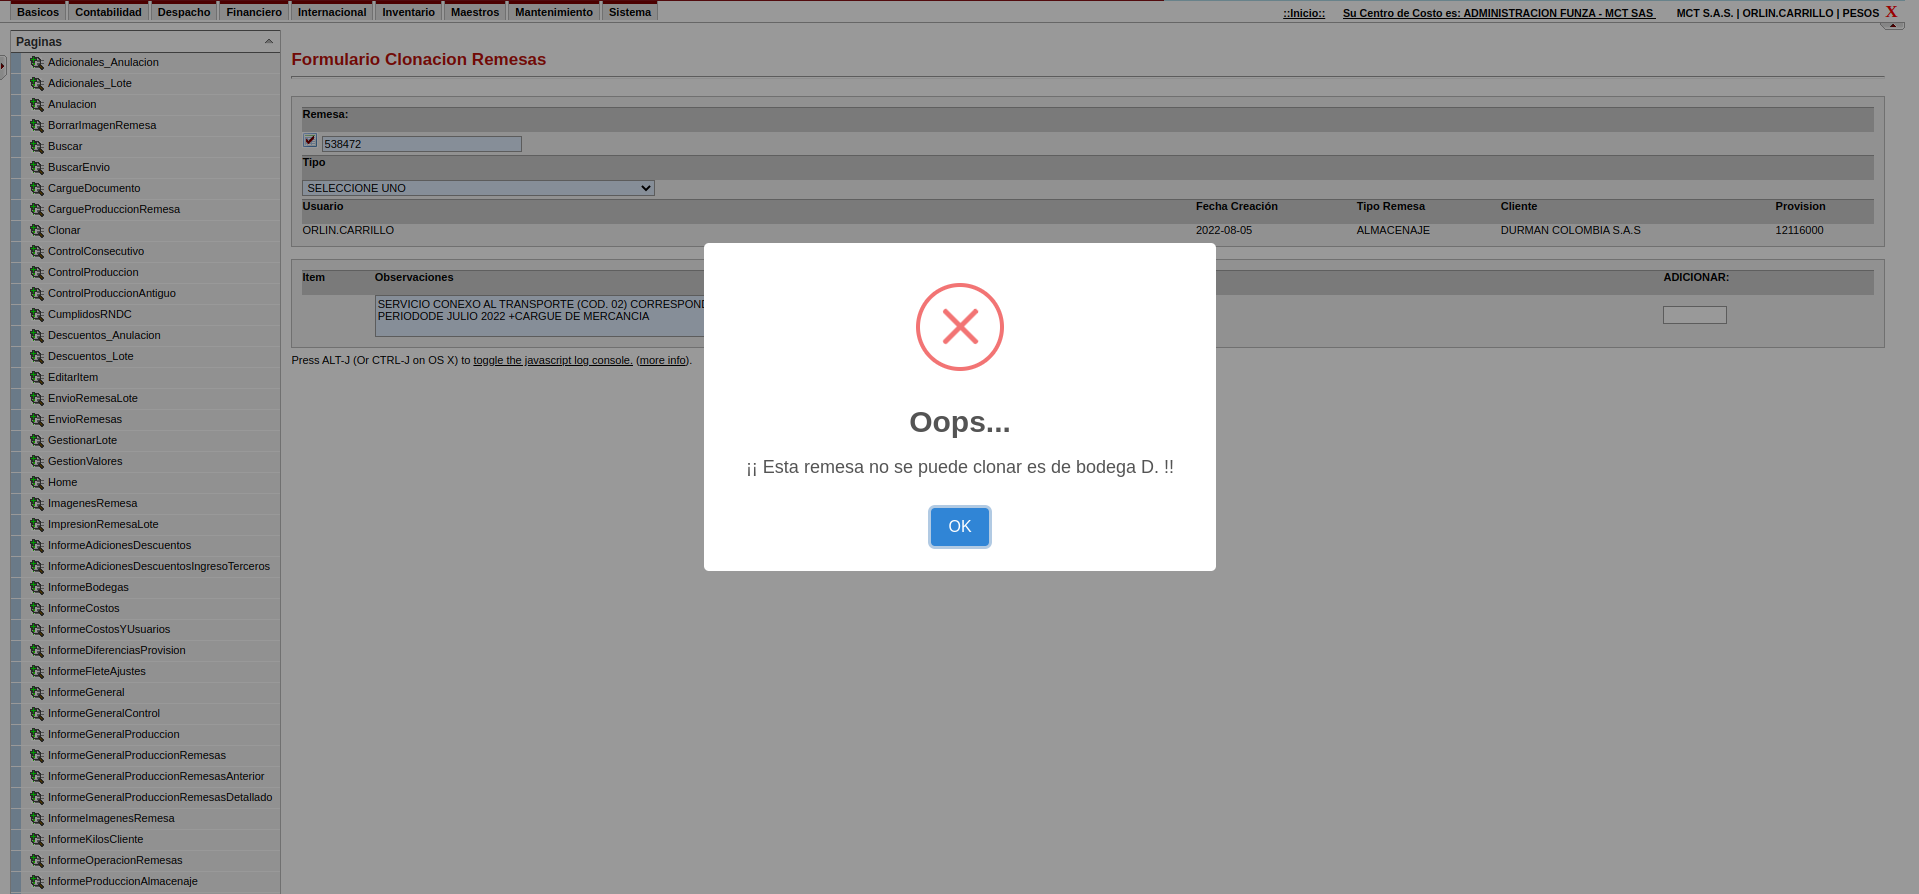 Basicos Contabilidad Despacho Financiero Internacional Inventario Maestros Mantenimiento Sistema
::Inicio:: Su Centro de Costo es: ADMINISTRACION FUNZA - MCT SAS MCT S.A.S. | ORLIN.CARRILLO | PESOS X
Paginas
Adicionales_Anulacion
Adicionales_Lote
Anulacion
BorrarImagenRemesa
Buscar
BuscarEnvio
CargueDocumento
CargueProduccionRemesa
Clonar
ControlConsecutivo
ControlProduccion
ControlProduccionAntiguo
CumplidosRNDC
Descuentos_Anulacion
Descuentos_Lote
EditarItem
EnvioRemesaLote
EnvioRemesas
GestionarLote
GestionValores
Home
ImagenesRemesa
ImpresionRemesaLote
InformeAdicionesDescuentos
InformeAdicionesDescuentosIngresoTerceros
InformeBodegas
InformeCostos
InformeCostosYUsuarios
InformeDiferenciasProvision
InformeFleteAjustes
InformeGeneral
InformeGeneralControl
InformeGeneralProduccion
InformeGeneralProduccionRemesas
InformeGeneralProduccionRemesasAnterior
InformeGeneralProduccionRemesasDetallado
InformeImagenesRemesa
InformeKilosCliente
InformeOperacionRemesas
InformeProduccionAlmacenaje
Formulario Clonacion Remesas
Remesa:
538472
Tipo
SELECCIONE UNO
Usuario Fecha Creación Tipo Remesa Cliente Provision
ORLIN.CARRILLO 2022-08-05 ALMACENAJE DURMAN COLOMBIA S.A.S 12116000
Item Observaciones ADICIONAR:
SERVICIO CONEXO AL TRANSPORTE (COD. 02) CORRESPOND
PERIODODE JULIO 2022 +CARGUE DE MERCANCIA
Press ALT-J (Or CTRL-J on OS X) to toggle the javascript log console. (more info).
Oops...
¡¡ Esta remesa no se puede clonar es de bodega D. !!
OK